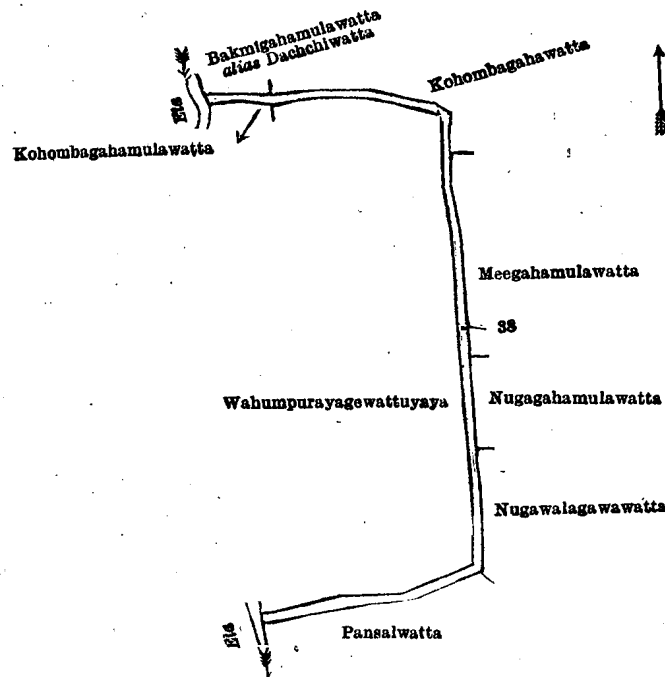 Bakmigahamulawatta
alias Dachchiwatta
Kohombagahawatta
Ela
Kohombagahamulawatta
Meegahamulawatta
38
Wahumpurayagewattuyaya
Nugagahamulawatta
Nugawalagawawatta
Ela
Pansalwatta